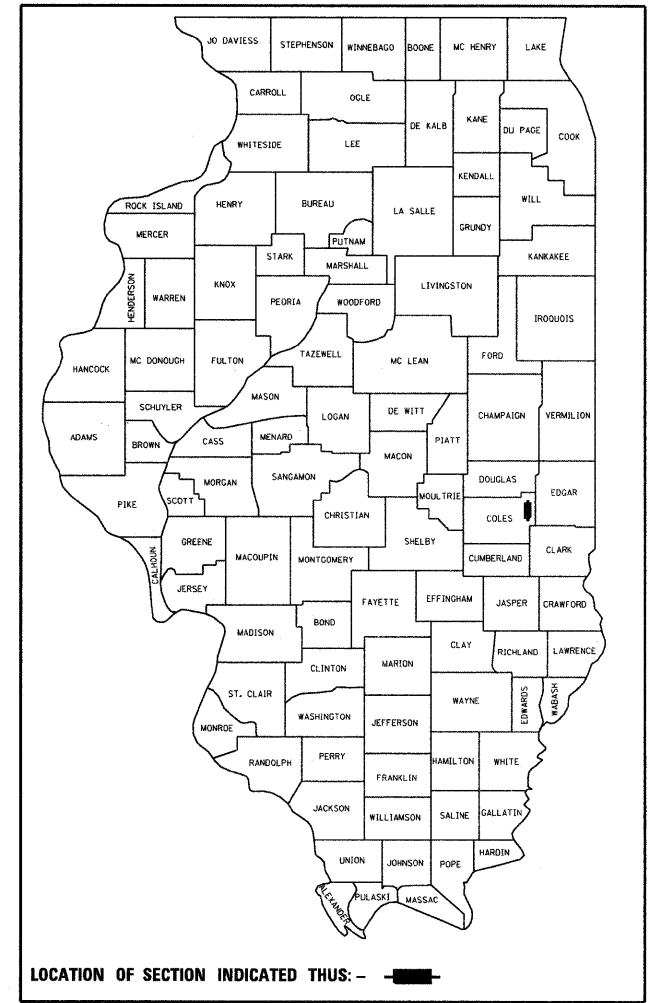 JO DAVIESS
STEPHENSON
WINNEBAGO
BOONE
MC HENRY
LAKE
CARROLL
OGLE
DE KALB
KANE
DU PAGE
COOK
WHITESIDE
LEE
KENDALL
WILL
ROCK ISLAND
HENRY
BUREAU
LA SALLE
GRUNDY
MERCER
PUTNAM
STARK
MARSHALL
KANKAKEE
HENDERSON
WARREN
KNOX
PEORIA
WOODFORD
LIVINGSTON
IROQUOIS
HANCOCK
MC DONOUGH
FULTON
TAZEWELL
MC LEAN
FORD
MASON
SCHUYLER
LOGAN
DE WITT
CHAMPAIGN
VERMILION
ADAMS
BROWN
CASS
MENARD
PIATT
MACON
MORGAN
SANGAMON
DOUGLAS
EDGAR
PIKE
SCOTT
CHRISTIAN
MOULTRIE
COLES
GREENE
MACOUPIN
MONTGOMERY
SHELBY
CUMBERLAND
CLARK
CALHOUN
JERSEY
FAYETTE
EFFINGHAM
JASPER
CRAWFORD
MADISON
BOND
CLAY
RICHLAND
LAWRENCE
CLINTON
MARION
ST. CLAIR
WAYNE
EDWARDS
WABASH
MONROE
WASHINGTON
JEFFERSON
RANDOLPH
PERRY
FRANKLIN
HAMILTON
WHITE
JACKSON
WILLIAMSON
SALINE
GALLATIN
UNION
JOHNSON
POPE
HARDIN
ALEXANDER
PULASKI
MASSAC
LOCATION OF SECTION INDICATED THUS: –